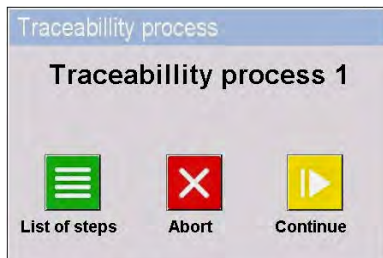 Traceabillity process
Traceabillity process 1
List of steps Abort Continue